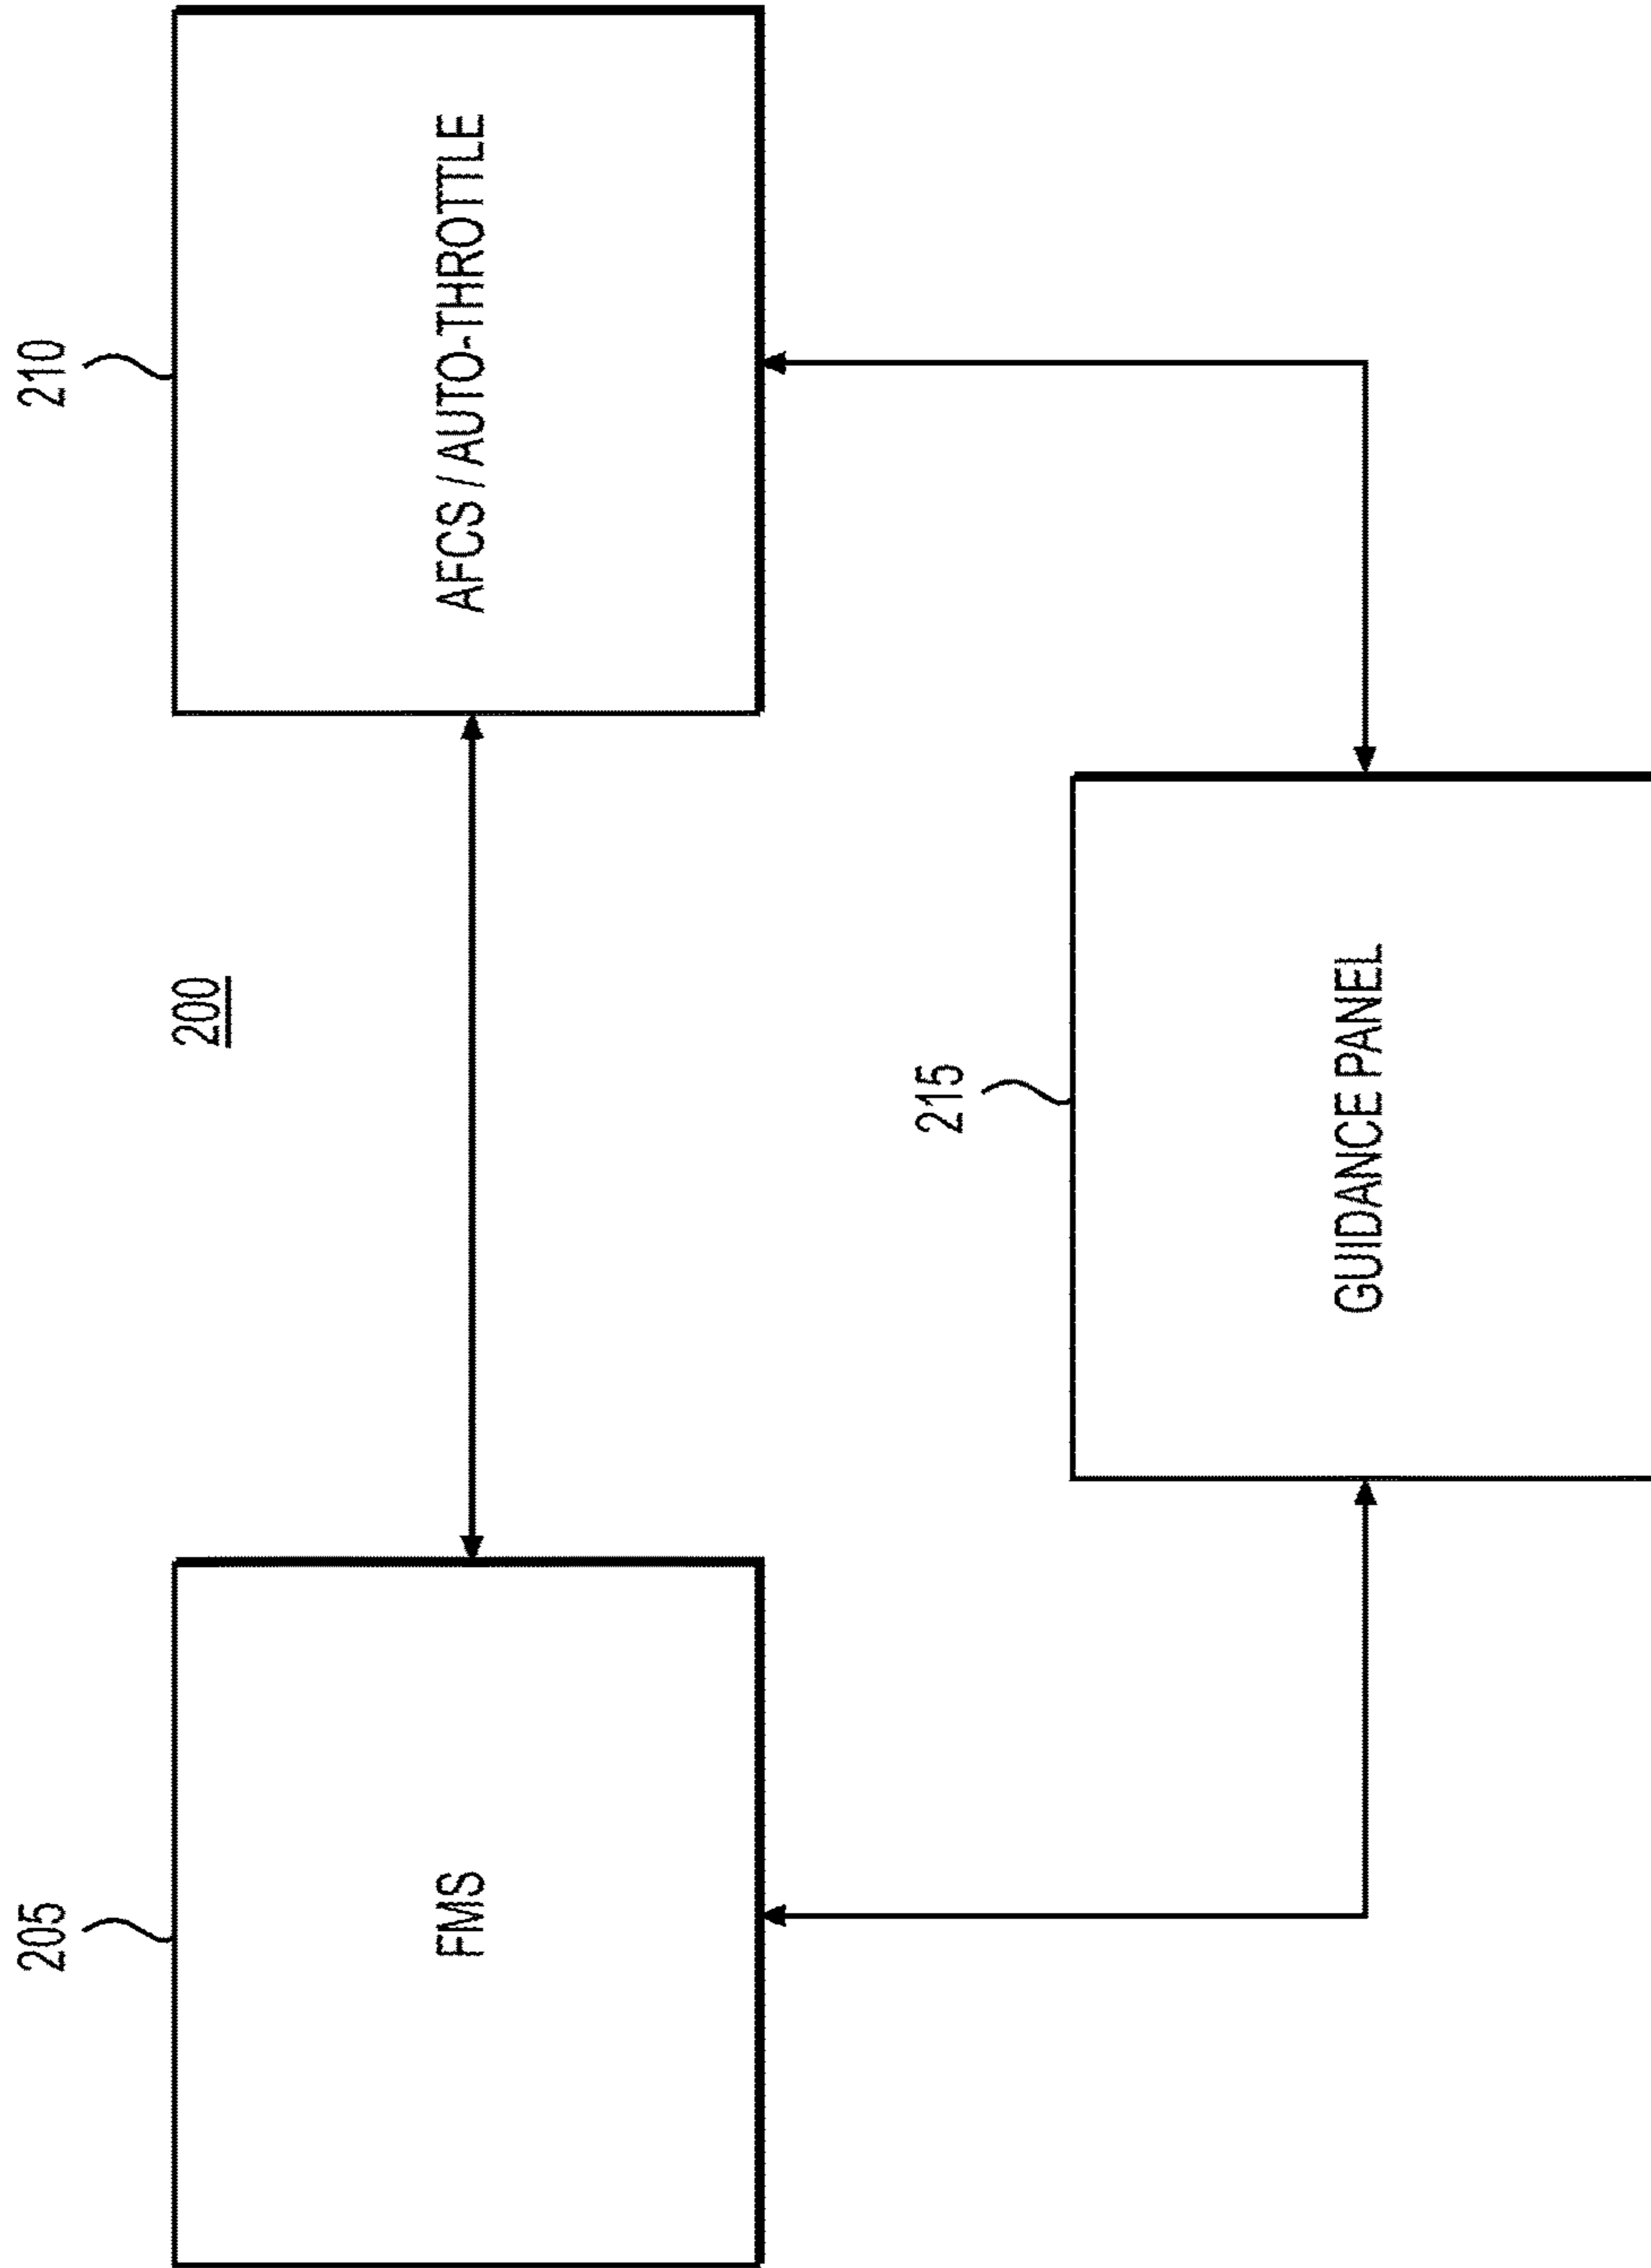 200
205
FMS
210
AFCS / AUTO-THROTTLE
215
GUIDANCE PANEL